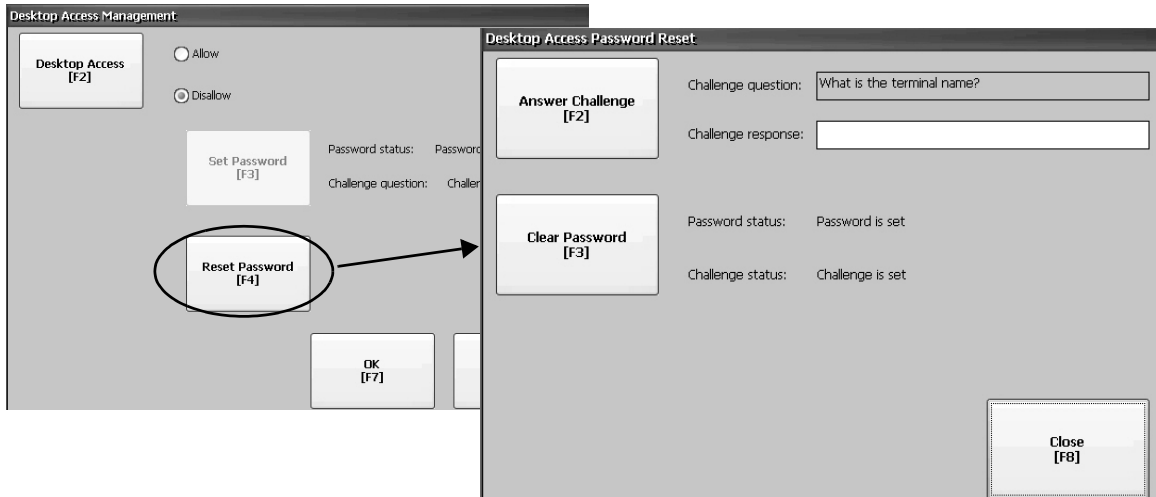 Desktop Access Management
Desktop Access
[F2]
Allow
Disallow
Set Password
[F3]
Password status:
Challenge question:
Reset Password
[F4]
OK
[F7]
Desktop Access Password Reset
Answer Challenge
[F2]
Challenge question: What is the terminal name?
Challenge response:
Clear Password
[F3]
Password status: Password is set
Challenge status: Challenge is set
Close
[F8]